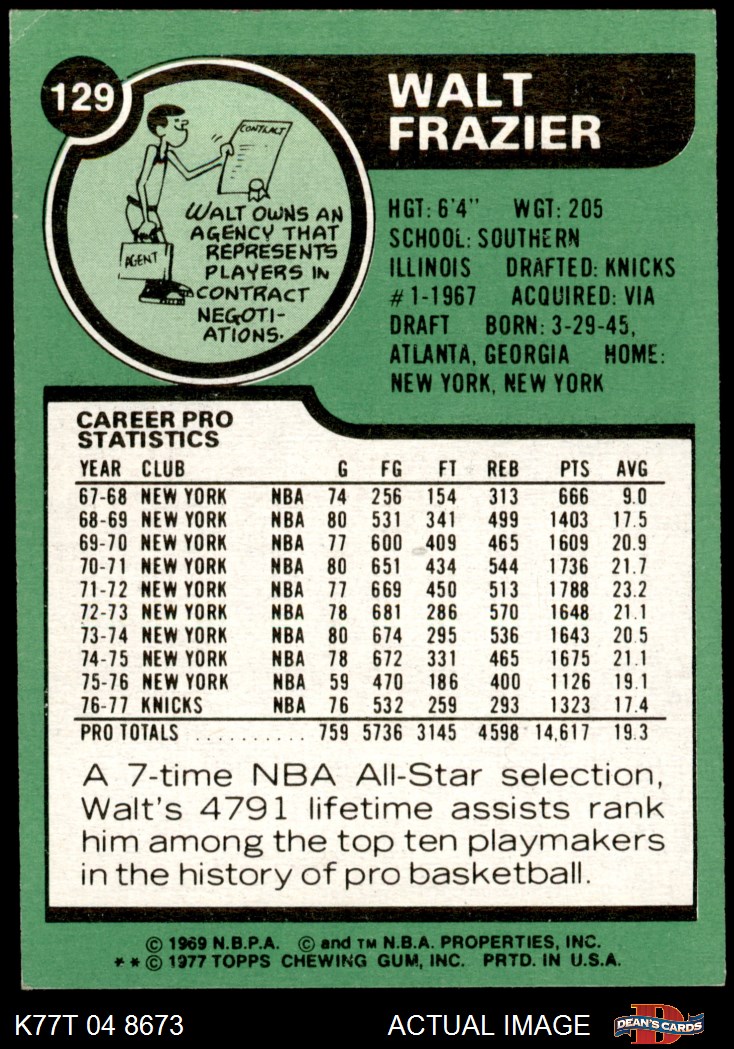 129
WALT
FRAZIER
CONTRACT
WALT OWNS AN
AGENCY THAT
REPRESENTS
PLAYERS IN
CONTRACT
NEGOTI-
ATIONS.
AGENT
HGT: 6'4" WGT: 205
SCHOOL: SOUTHERN
ILLINOIS DRAFTED: KNICKS
#1-1967 ACQUIRED: VIA
DRAFT BORN: 3-29-45,
ATLANTA, GEORGIA HOME:
NEW YORK, NEW YORK
CAREER PRO
STATISTICS
YEAR CLUB G FG FT REB PTS AVG
67-68 NEW YORK NBA 74 256 154 313 666 9.0
68-69 NEW YORK NBA 80 531 341 499 1403 17.5
69-70 NEW YORK NBA 77 600 409 465 1609 20.9
70-71 NEW YORK NBA 80 651 434 544 1736 21.7
71-72 NEW YORK NBA 77 669 450 513 1788 23.2
72-73 NEW YORK NBA 78 681 286 570 1648 21.1
73-74 NEW YORK NBA 80 674 295 536 1643 20.5
74-75 NEW YORK NBA 78 672 331 465 1675 21.1
75-76 NEW YORK NBA 59 470 186 400 1126 19.1
76-77 KNICKS NBA 76 532 259 293 1323 17.4
PRO TOTALS .......... 759 5736 3145 4598 14,617 19.3
A 7-time NBA All-Star selection,
Walt's 4791 lifetime assists rank
him among the top ten playmakers
in the history of pro basketball.
© 1969 N.B.P.A. © and TM N.B.A. PROPERTIES, INC.
** © 1977 TOPPS CHEWING GUM, INC. PRTD. IN U.S.A.
K77T 04 8673 ACTUAL IMAGE D DEAN'S CARDS